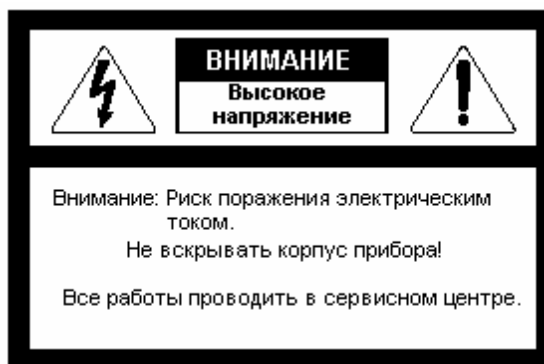 ВНИМАНИЕ
Высокое
напряжение
Внимание: Риск поражения электрическим
током.
Не вскрывать корпус прибора!
Все работы проводить в сервисном центре.